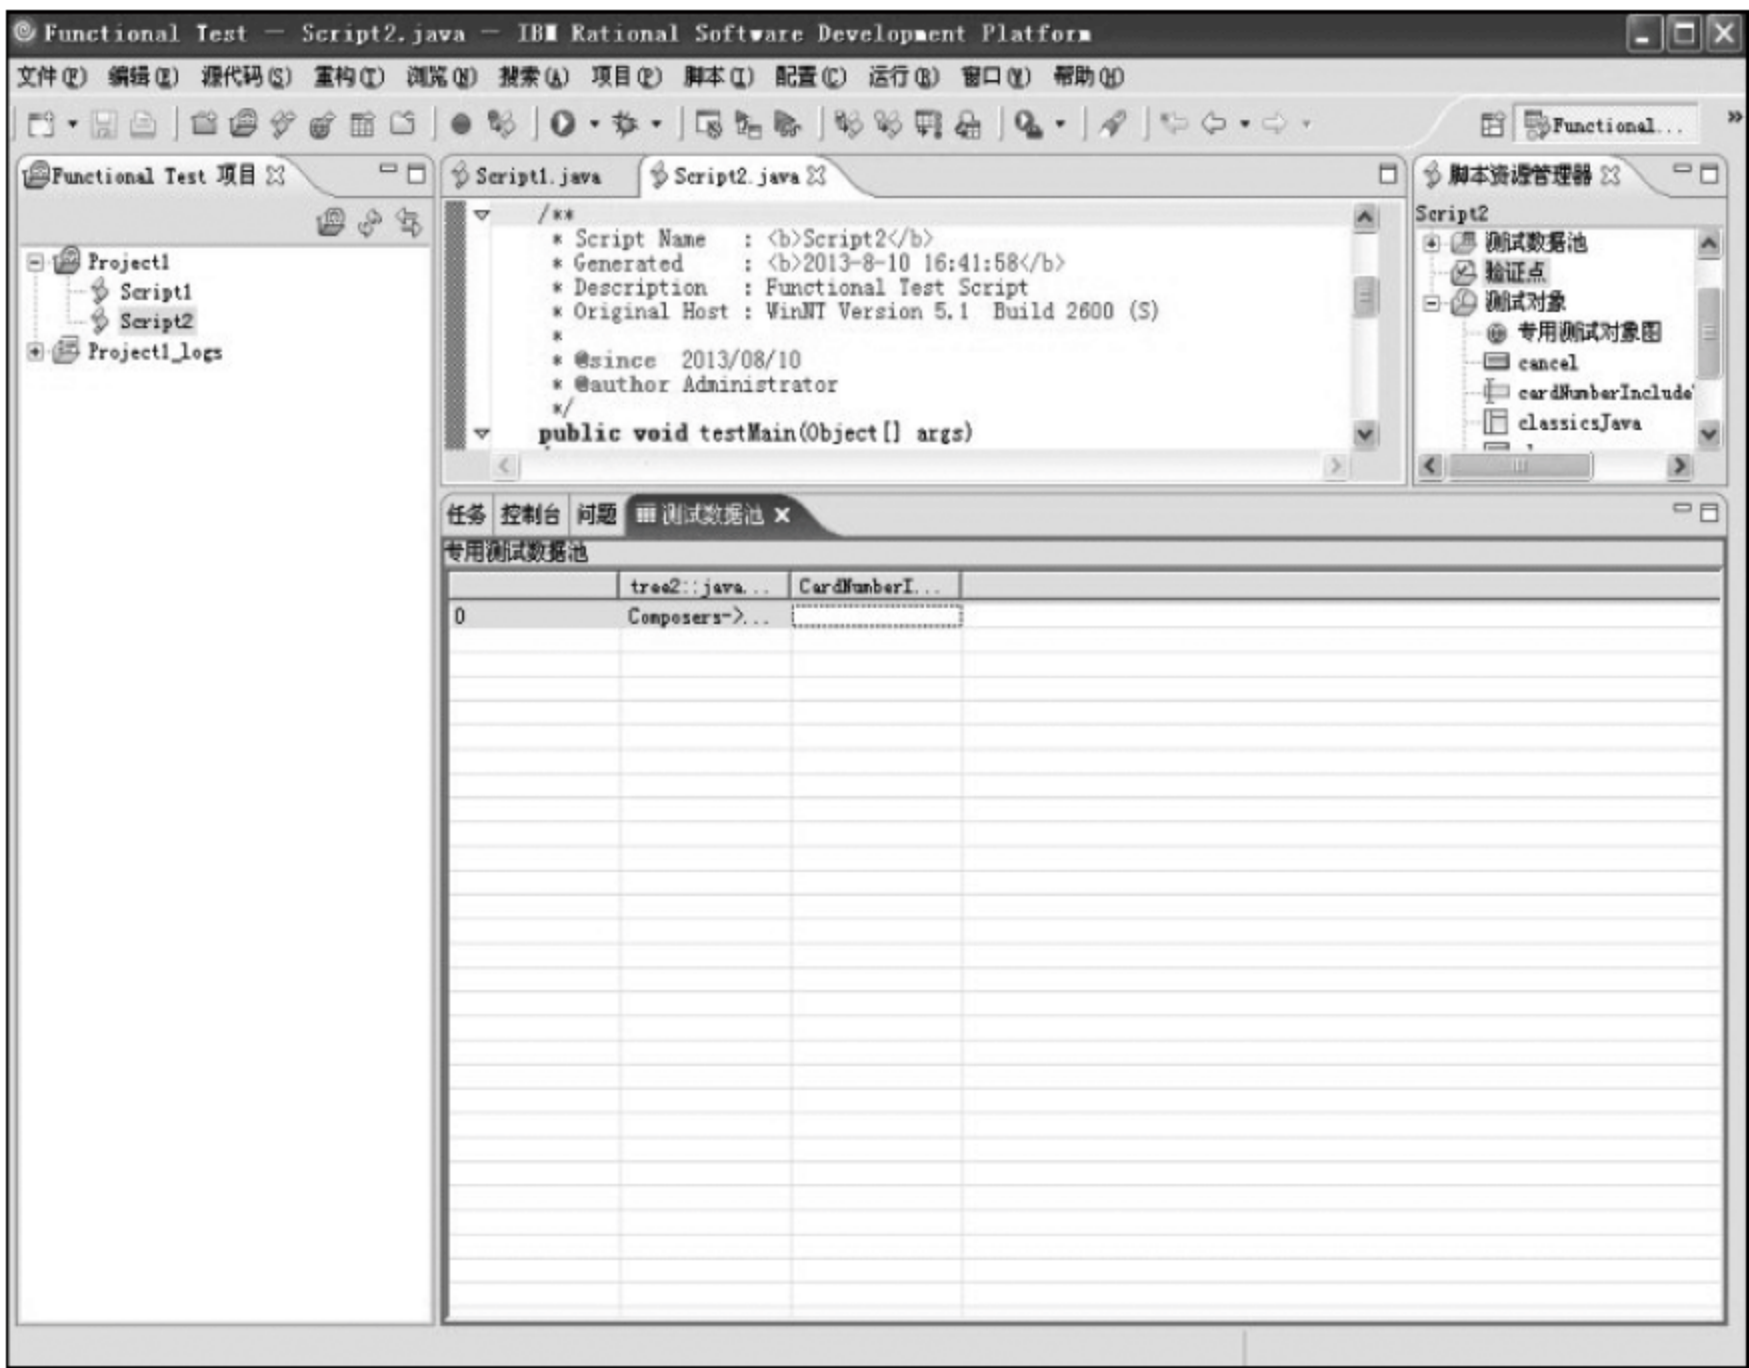 Functional Test — Script2.java — IBM Rational Software Development Platform
文件(F) 编辑(E) 源代码(S) 重构(T) 浏览(N) 搜索(A) 项目(P) 脚本(I) 配置(C) 运行(R) 窗口(W) 帮助(H)
Functional...
»
Functional Test 项目
Project1
Script1
Script2
Project1_logs
Script1.java
Script2.java
/**
* Script Name : <b>Script2</b>
* Generated : <b>2013-8-10 16:41:58</b>
* Description : Functional Test Script
* Original Host : WinNT Version 5.1 Build 2600 (S)
*
* @since 2013/08/10
* @author Administrator
*/
public void testMain(Object[] args)
脚本资源管理器
Script2
测试数据池
验证点
测试对象
专用测试对象图
cancel
cardNumberInclude
classicsJava
任务 控制台 问题 测试数据池
专用测试数据池
tree2::java... CardNumberI...
0 Composers->...